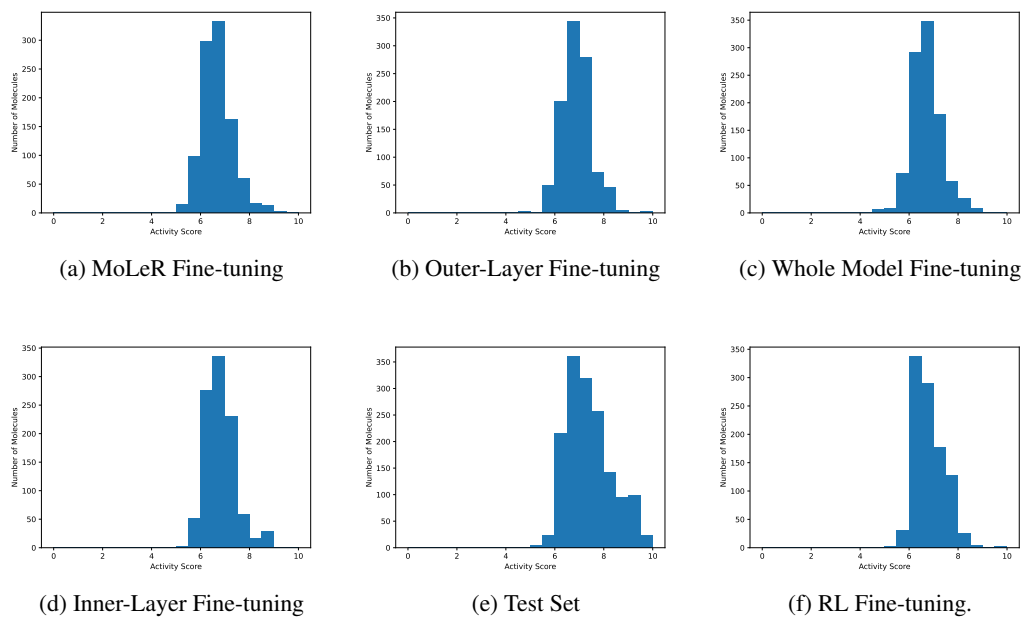 350
300
250
200
150
100
50
0
Number of Molecules
0 2 4 6 8 10
Activity Score
(a) MoLeR Fine-tuning
350
300
250
200
150
100
50
0
Number of Molecules
0 2 4 6 8 10
Activity Score
(b) Outer-Layer Fine-tuning
350
300
250
200
150
100
50
0
Number of Molecules
0 2 4 6 8 10
Activity Score
(c) Whole Model Fine-tuning
350
300
250
200
150
100
50
0
Number of Molecules
0 2 4 6 8 10
Activity Score
(d) Inner-Layer Fine-tuning
350
300
250
200
150
100
50
0
Number of Molecules
0 2 4 6 8 10
Activity Score
(e) Test Set
350
300
250
200
150
100
50
0
Number of Molecules
0 2 4 6 8 10
Activity Score
(f) RL Fine-tuning.